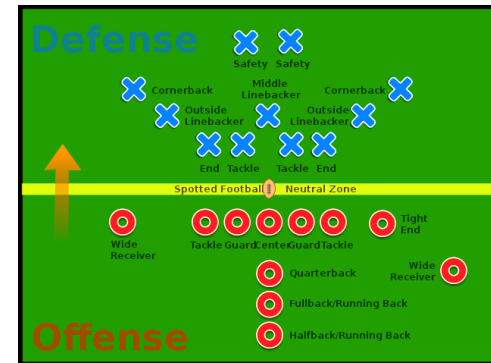 Defense
Safety Safety
Cornerback
Middle
Linebacker
Cornerback
Outside
Linebacker
Outside
Linebacker
End Tackle Tackle End
Spotted Football Neutral Zone
Wide
Receiver
Tackle Guard Center Guard Tackle
Tight
End
Quarterback
Wide
Receiver
Fullback/Running Back
Halfback/Running Back
Offense